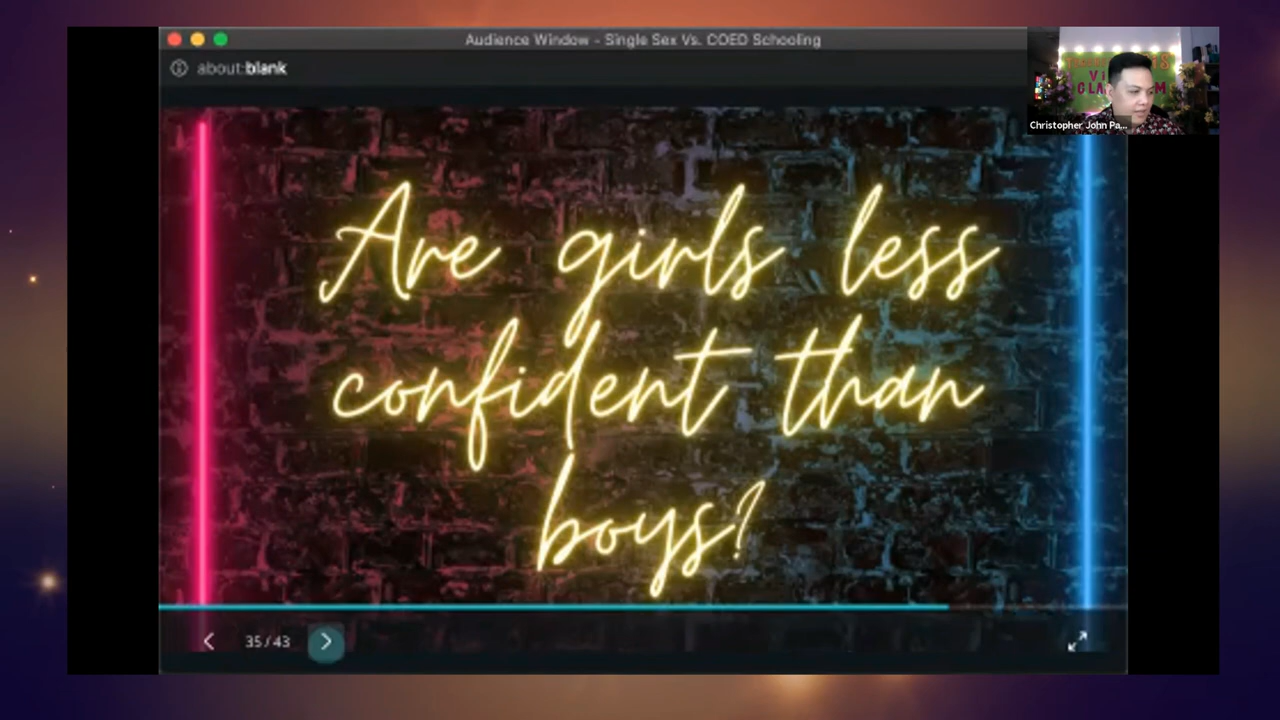 Audience Window - Single Sex Vs. COED Schooling
about:blank
Christopher John Pa...
Are girls less
confident than
boys?
35/43